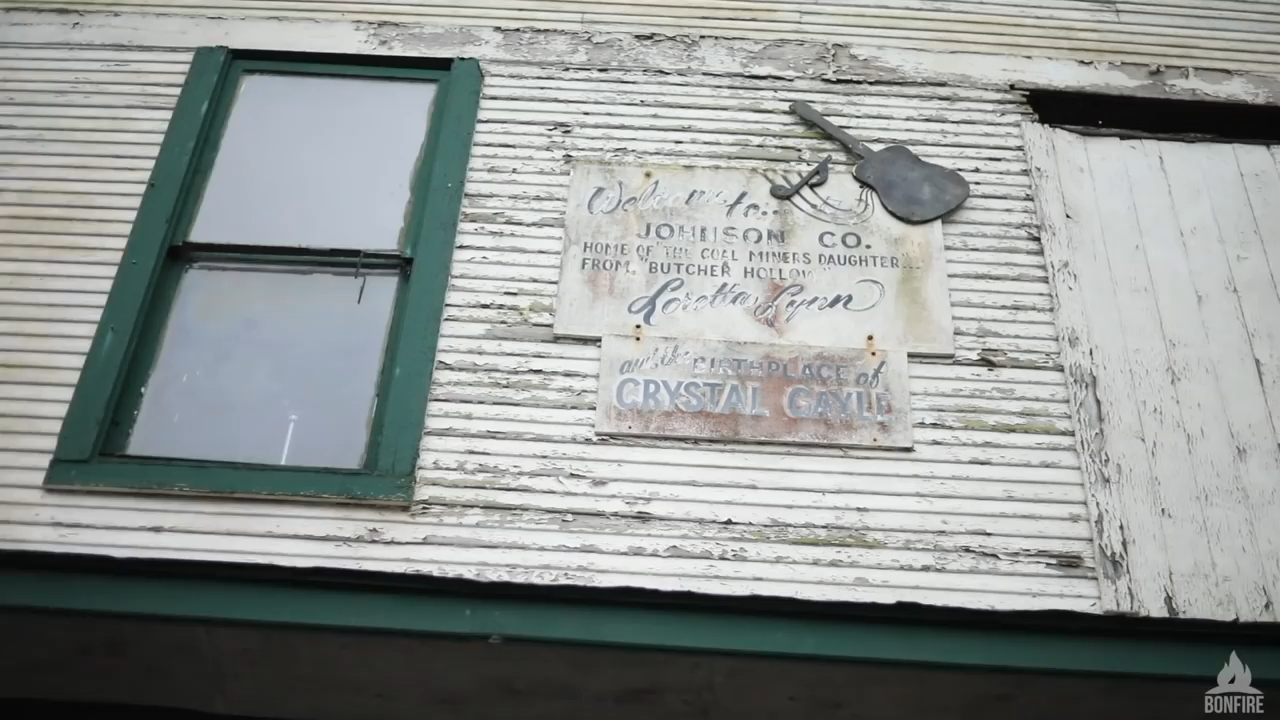 Welcome to...
JOHNSON CO.
HOME OF THE COAL MINERS DAUGHTER...
FROM, "BUTCHER HOLLOW"
Loretta Lynn
and the BIRTHPLACE of
CRYSTAL GAYLE
BONFIRE